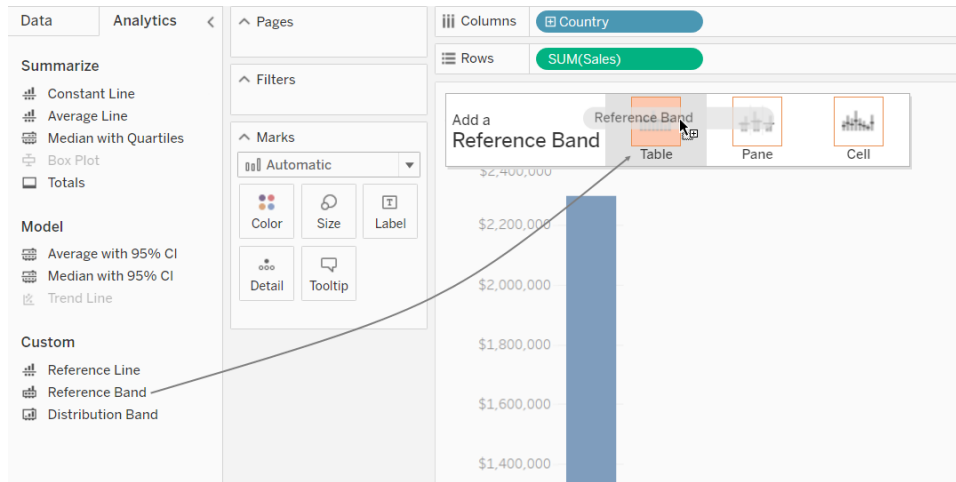 Data
Analytics
Summarize
Constant Line
Average Line
Median with Quartiles
Box Plot
Totals
Model
Average with 95% CI
Median with 95% CI
Trend Line
Custom
Reference Line
Reference Band
Distribution Band
Pages
Filters
Marks
Automatic
Color
Size
Label
Detail
Tooltip
Columns
Country
Rows
SUM(Sales)
Add a
Reference Band
Reference Band
Table
Pane
Cell
$2,400,000
$2,200,000
$2,000,000
$1,800,000
$1,600,000
$1,400,000